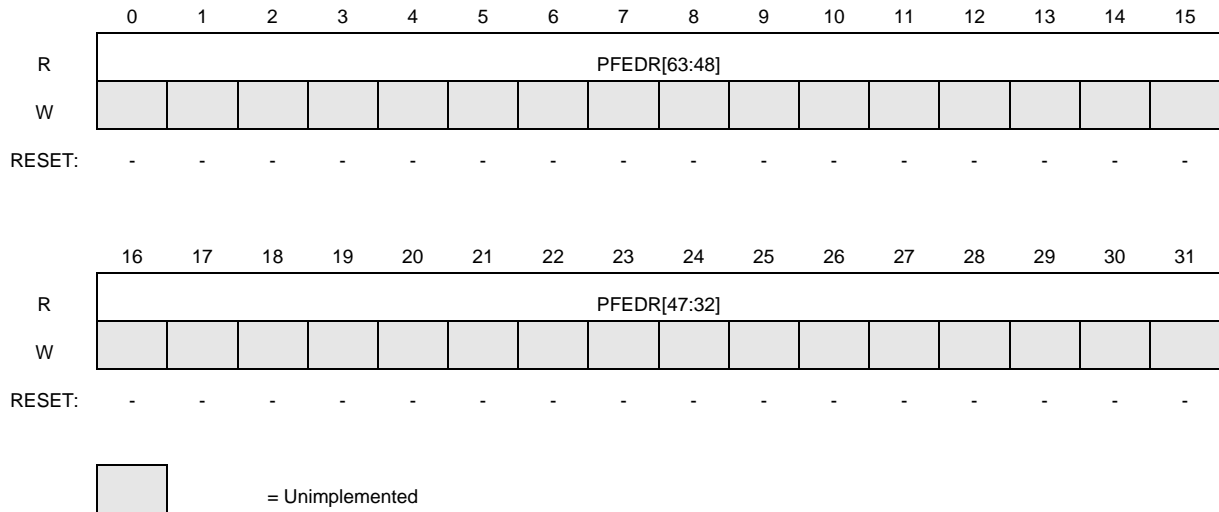 0 1 2 3 4 5 6 7 8 9 10 11 12 13 14 15
R PFEDR[63:48]
W
RESET: - - - - - - - - - - - - - - - -
16 17 18 19 20 21 22 23 24 25 26 27 28 29 30 31
R PFEDR[47:32]
W
RESET: - - - - - - - - - - - - - - - -
= Unimplemented